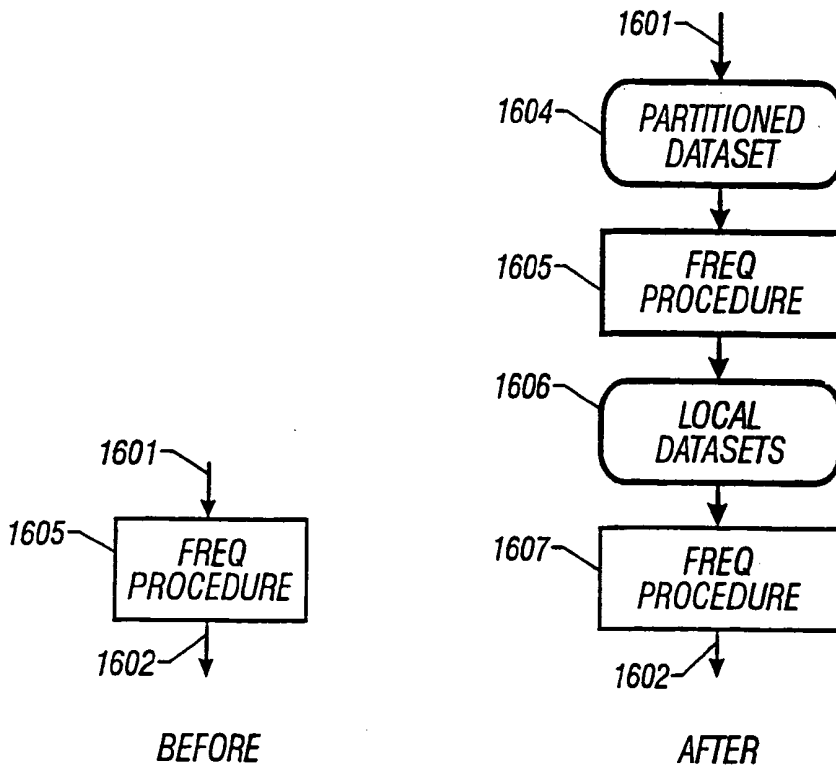 1601
1605
FREQ
PROCEDURE
1602
BEFORE
1601
1604
PARTITIONED
DATASET
1605
FREQ
PROCEDURE
1606
LOCAL
DATASETS
1607
FREQ
PROCEDURE
1602
AFTER